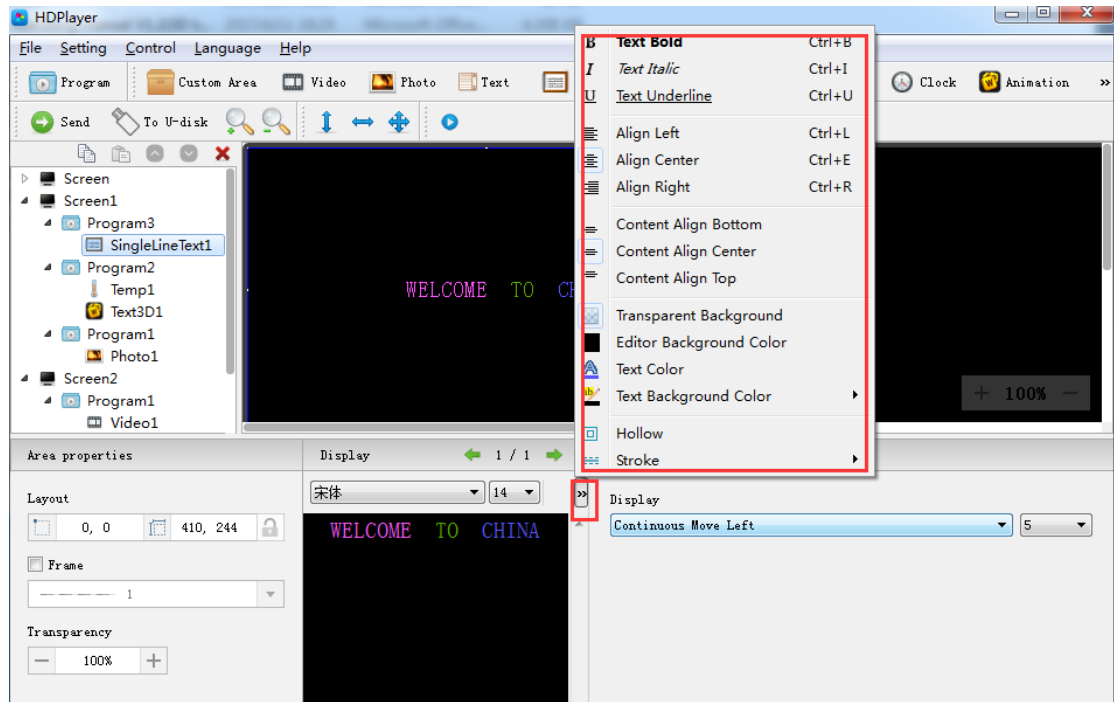 HDPlayer
File Setting Control Language Help
Program Custom Area Video Photo Text Clock Animation »
Send To U-disk
B Text Bold Ctrl+B
I Text Italic Ctrl+I
U Text Underline Ctrl+U
Align Left Ctrl+L
Align Center Ctrl+E
Align Right Ctrl+R
Content Align Bottom
Content Align Center
Content Align Top
Transparent Background
Editor Background Color
Text Color
Text Background Color
Hollow
Stroke
Screen
Screen1
Program3
SingleLineText1
Program2
Temp1
Text3D1
Program1
Photo1
Screen2
Program1
Video1
WELCOME TO CH
+ 100% −
Area properties
Layout
0, 0 410, 244
Frame
1
Transparency
− 100% +
Display 1 / 1
宋体 14 »
WELCOME TO CHINA
Display
Continuous Move Left 5